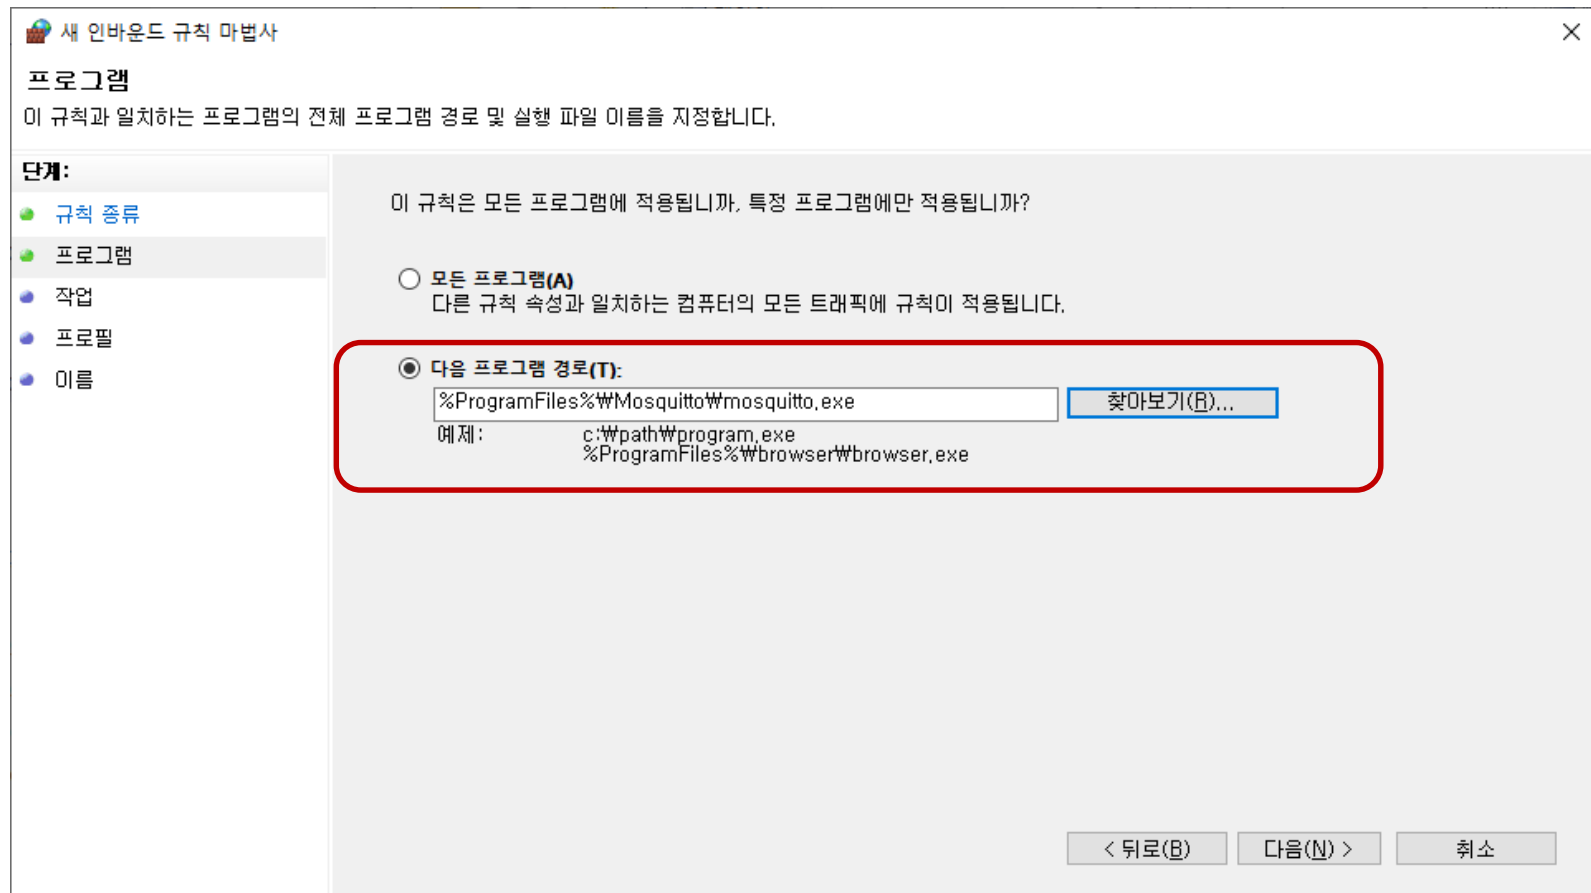 새 인바운드 규칙 마법사
프로그램
이 규칙과 일치하는 프로그램의 전체 프로그램 경로 및 실행 파일 이름을 지정합니다.
단계:
규칙 종류
프로그램
작업
프로필
이름
이 규칙은 모든 프로그램에 적용됩니까, 특정 프로그램에만 적용됩니까?
모든 프로그램(A)
다른 규칙 속성과 일치하는 컴퓨터의 모든 트래픽에 규칙이 적용됩니다.
다음 프로그램 경로(T):
%ProgramFiles%₩Mosquitto₩mosquitto.exe
찾아보기(R)...
예제: c:₩path₩program.exe
%ProgramFiles%₩browser₩browser.exe
< 뒤로(B) 다음(N) > 취소